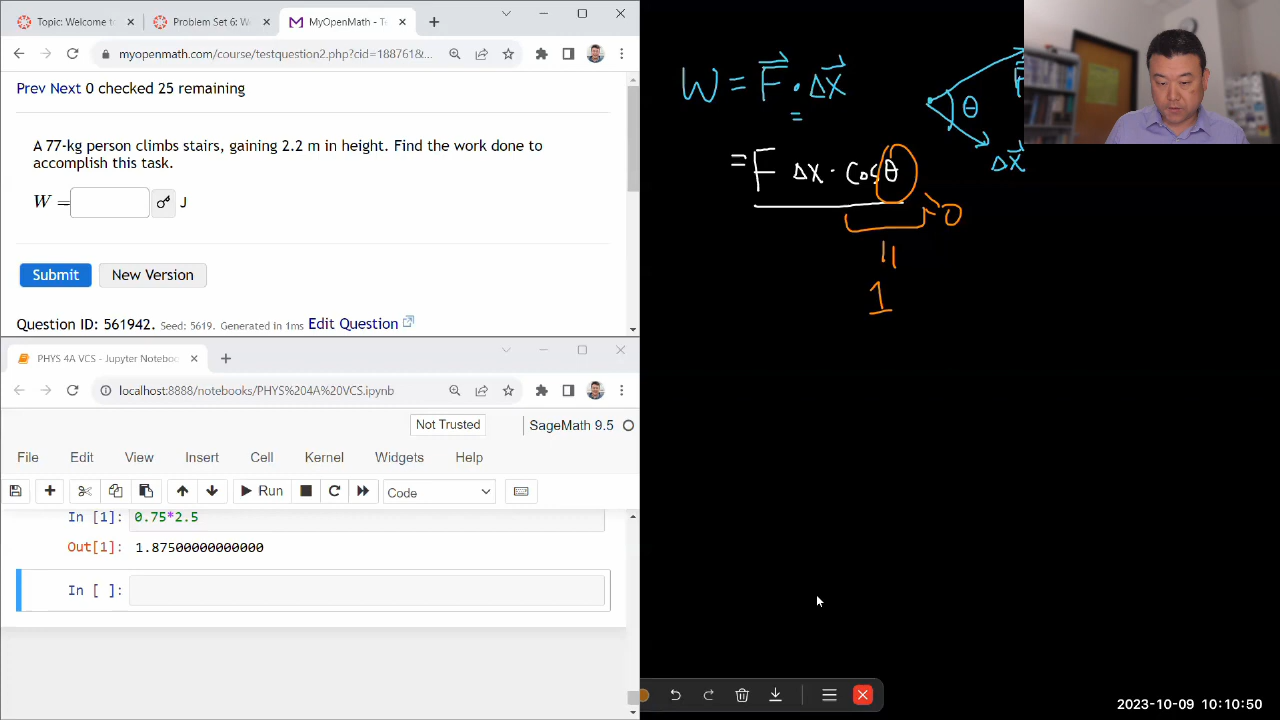 Topic: Welcome to
Problem Set 6: W
MyOpenMath - T
myopenmath.com/course/testquestion2.php?cid=188761&...
Prev Next 0 checked 25 remaining
A 77-kg person climbs stairs, gaining 2.2 m in height. Find the work done to
accomplish this task.
W = J
Submit New Version
Question ID: 561942. Seed: 5619. Generated in 1ms Edit Question
PHYS 4A VCS - Jupyter Noteboo
localhost:8888/notebooks/PHYS%204A%20VCS.ipynb
Not Trusted SageMath 9.5
File Edit View Insert Cell Kernel Widgets Help
Run Code
In [1]: 0.75*2.5
Out[1]: 1.87500000000000
In [ ]:
W = F⃗ · Δx⃗
=
= F Δx · cos θ
0
||
1
F⃗
θ
Δx⃗
2023-10-09 10:10:50